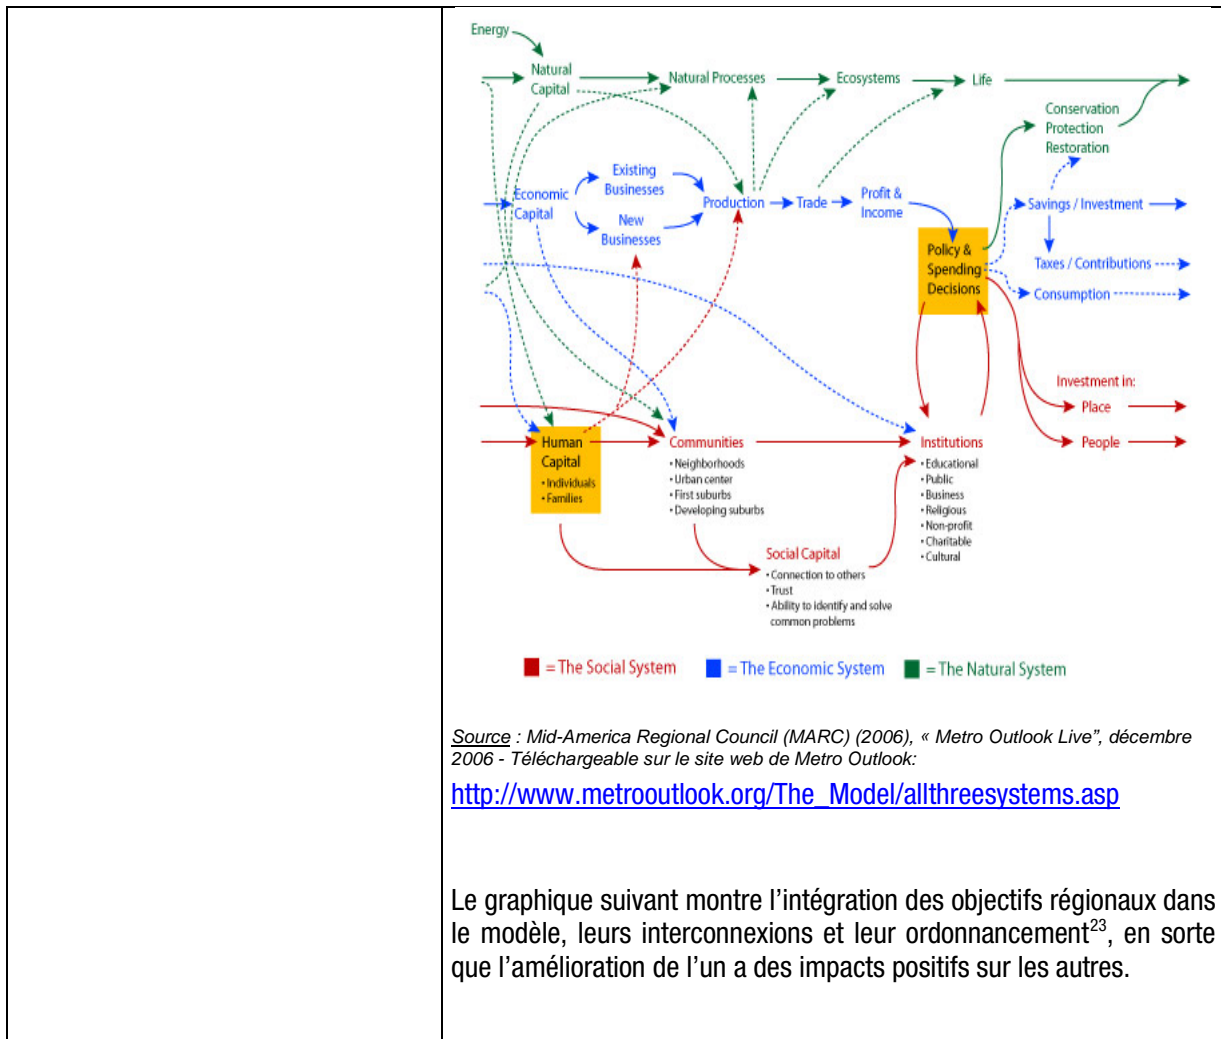 Energy
Natural
Capital
Natural Processes
Ecosystems
Life
Conservation
Protection
Restoration
Economic
Capital
Existing
Businesses
New
Businesses
Production
Trade
Profit &
Income
Policy &
Spending
Decisions
Savings / Investment
Taxes / Contributions
Consumption
Investment in:
Place
People
Human
Capital
• Individuals
• Families
Communities
• Neighborhoods
• Urban center
• First suburbs
• Developing suburbs
Institutions
• Educational
• Public
• Business
• Religious
• Non-profit
• Charitable
• Cultural
Social Capital
• Connection to others
• Trust
• Ability to identify and solve
common problems
= The Social System = The Economic System = The Natural System
Source : Mid-America Regional Council (MARC) (2006), « Metro Outlook Live”, décembre
2006 - Téléchargeable sur le site web de Metro Outlook:
http://www.metrooutlook.org/The_Model/allthreesystems.asp
Le graphique suivant montre l’intégration des objectifs régionaux dans
le modèle, leurs interconnexions et leur ordonnancement23, en sorte
que l’amélioration de l’un a des impacts positifs sur les autres.